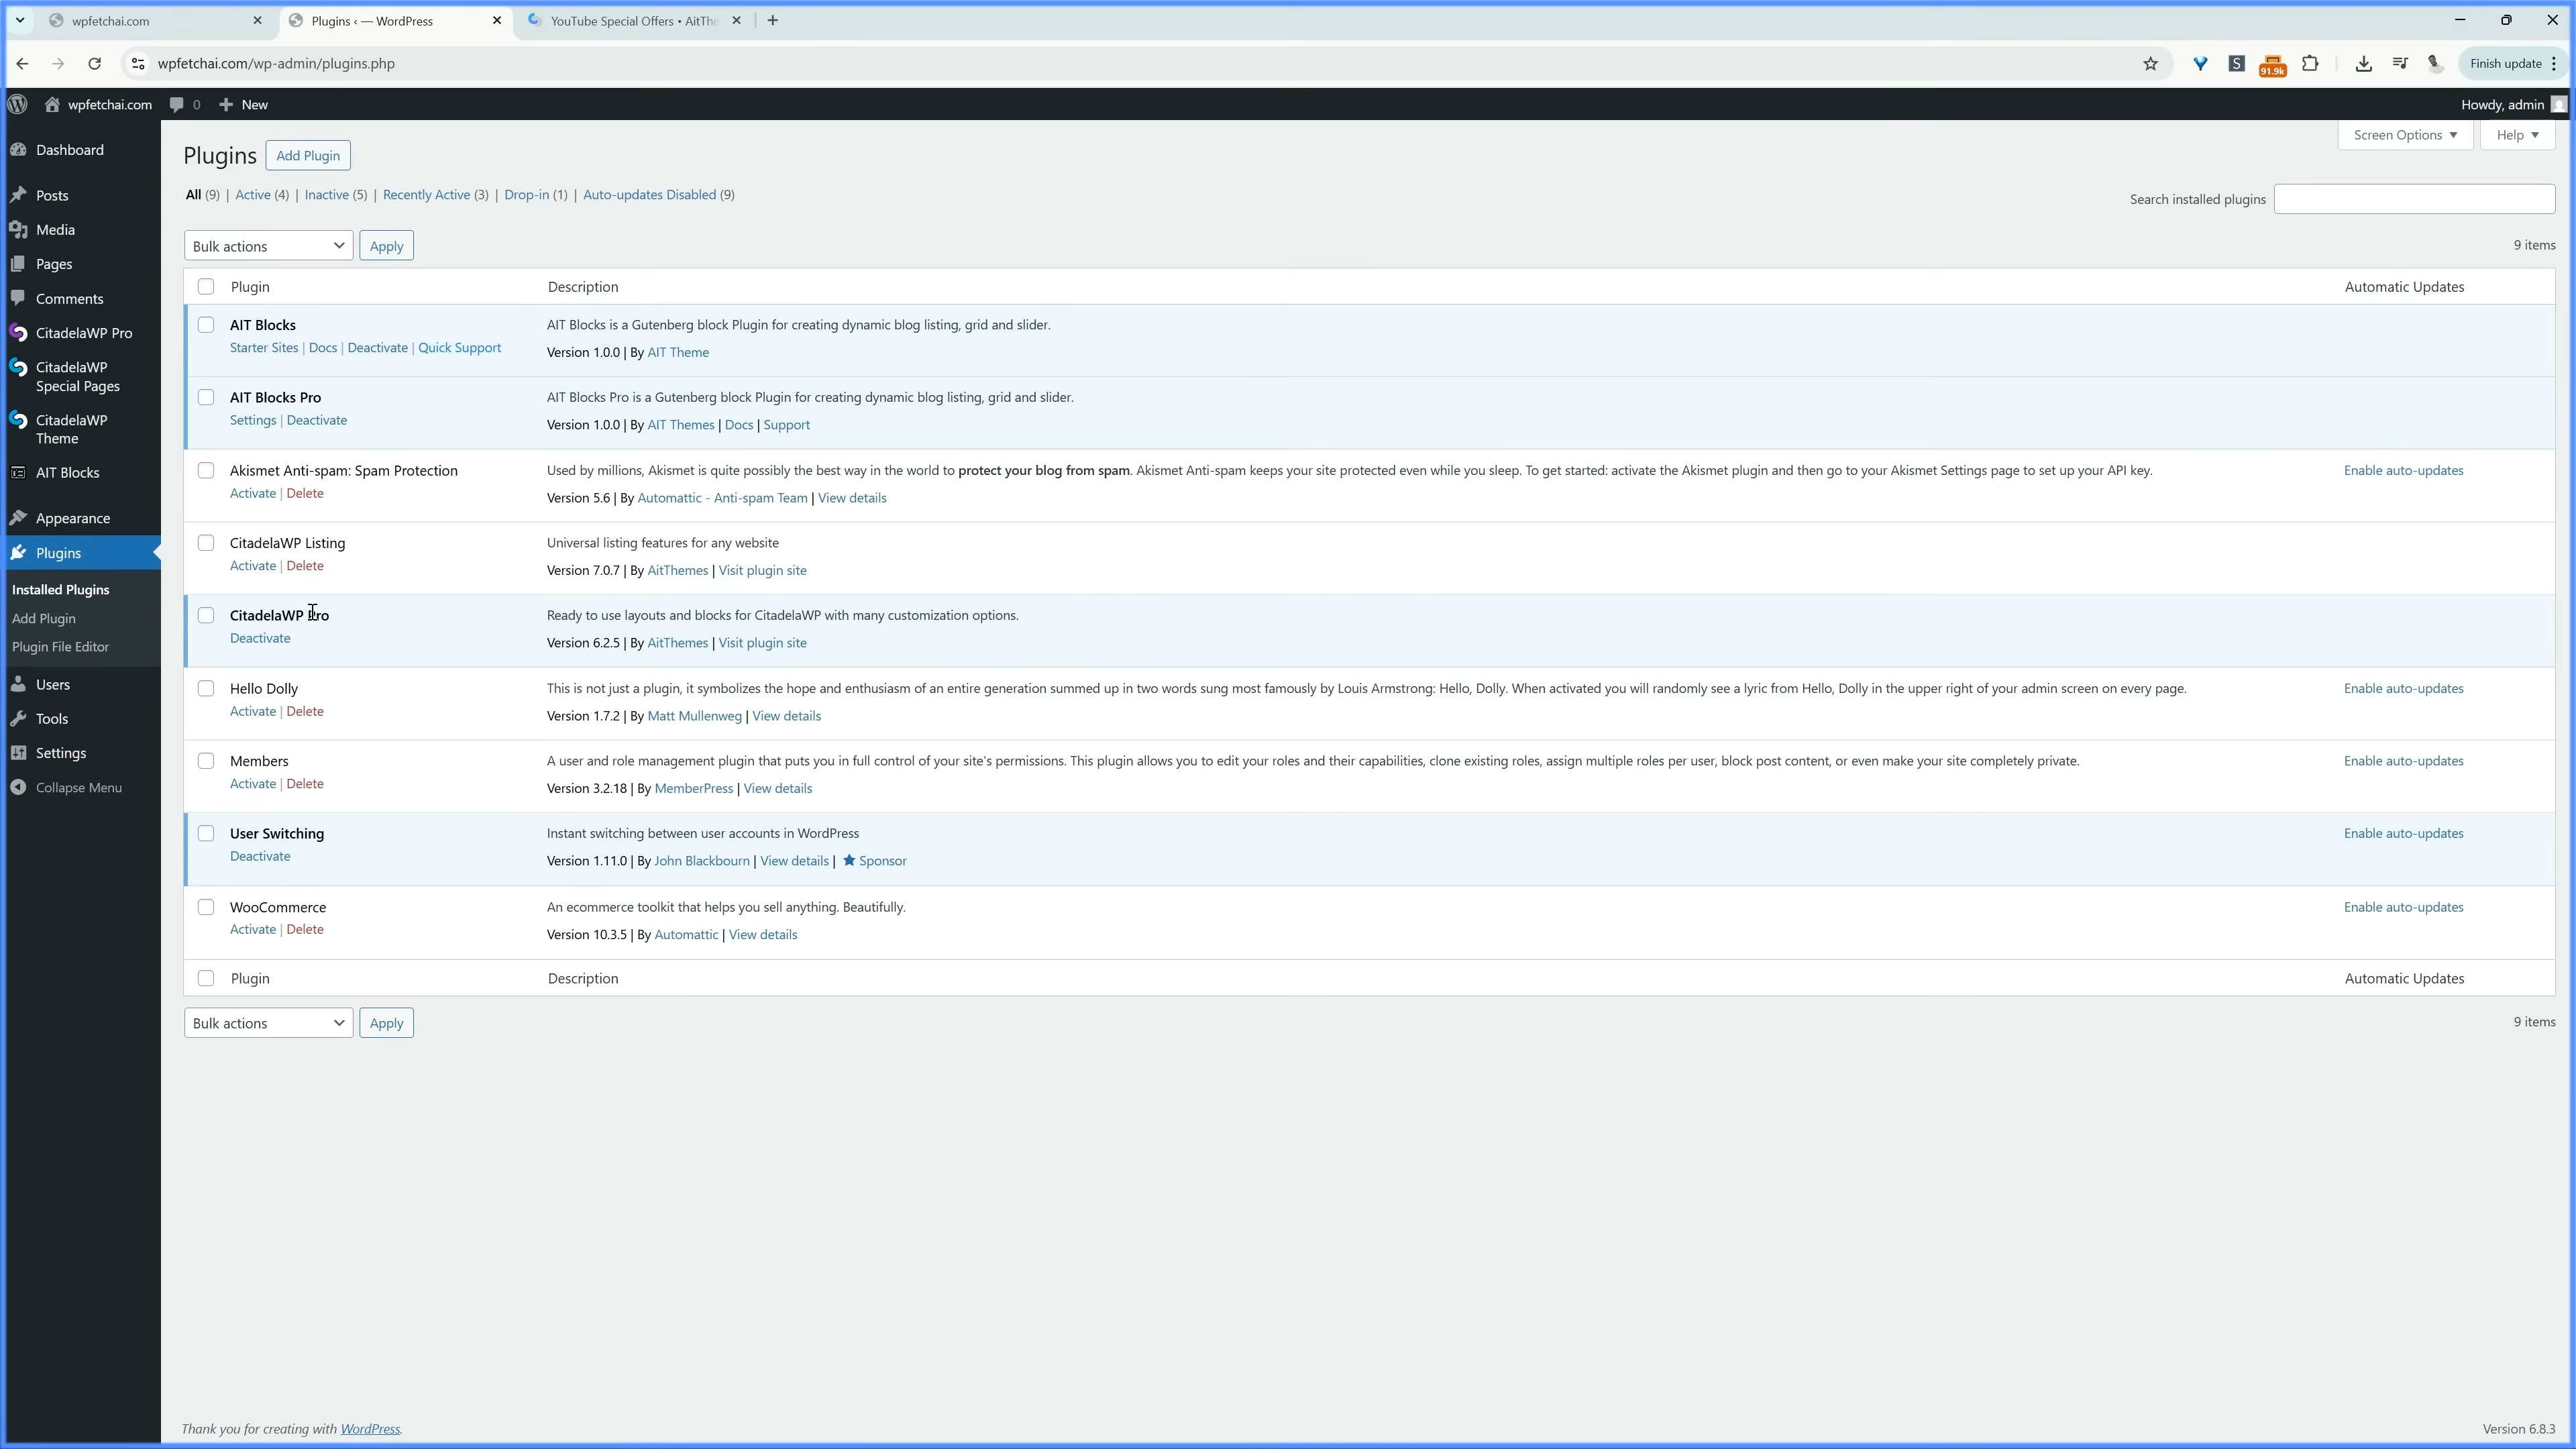 wpfetchai.com
Plugins ‹ — WordPress
YouTube Special Offers • AitThe
wpfetchai.com/wp-admin/plugins.php
S
91.9k
Finish update
wpfetchai.com
0
New
Howdy, admin
Dashboard
Posts
Media
Pages
Comments
CitadelaWP Pro
CitadelaWP
Special Pages
CitadelaWP
Theme
AIT Blocks
Appearance
Plugins
Installed Plugins
Add Plugin
Plugin File Editor
Users
Tools
Settings
Collapse Menu
Screen Options
Help
Plugins
Add Plugin
All (9) | Active (4) | Inactive (5) | Recently Active (3) | Drop-in (1) | Auto-updates Disabled (9)
Search installed plugins
Bulk actions
Apply
9 items
Plugin Description Automatic Updates
AIT Blocks
Starter Sites | Docs | Deactivate | Quick Support
AIT Blocks is a Gutenberg block Plugin for creating dynamic blog listing, grid and slider.
Version 1.0.0 | By AIT Theme
AIT Blocks Pro
Settings | Deactivate
AIT Blocks Pro is a Gutenberg block Plugin for creating dynamic blog listing, grid and slider.
Version 1.0.0 | By AIT Themes | Docs | Support
Akismet Anti-spam: Spam Protection
Activate | Delete
Used by millions, Akismet is quite possibly the best way in the world to protect your blog from spam. Akismet Anti-spam keeps your site protected even while you sleep. To get started: activate the Akismet plugin and then go to your Akismet Settings page to set up your API key.
Version 5.6 | By Automattic - Anti-spam Team | View details
Enable auto-updates
CitadelaWP Listing
Activate | Delete
Universal listing features for any website
Version 7.0.7 | By AitThemes | Visit plugin site
CitadelaWP Pro
Deactivate
Ready to use layouts and blocks for CitadelaWP with many customization options.
Version 6.2.5 | By AitThemes | Visit plugin site
Hello Dolly
Activate | Delete
This is not just a plugin, it symbolizes the hope and enthusiasm of an entire generation summed up in two words sung most famously by Louis Armstrong: Hello, Dolly. When activated you will randomly see a lyric from Hello, Dolly in the upper right of your admin screen on every page.
Version 1.7.2 | By Matt Mullenweg | View details
Enable auto-updates
Members
Activate | Delete
A user and role management plugin that puts you in full control of your site's permissions. This plugin allows you to edit your roles and their capabilities, clone existing roles, assign multiple roles per user, block post content, or even make your site completely private.
Version 3.2.18 | By MemberPress | View details
Enable auto-updates
User Switching
Deactivate
Instant switching between user accounts in WordPress
Version 1.11.0 | By John Blackbourn | View details | Sponsor
Enable auto-updates
WooCommerce
Activate | Delete
An ecommerce toolkit that helps you sell anything. Beautifully.
Version 10.3.5 | By Automattic | View details
Enable auto-updates
Plugin Description Automatic Updates
Bulk actions
Apply
9 items
Thank you for creating with WordPress.
Version 6.8.3